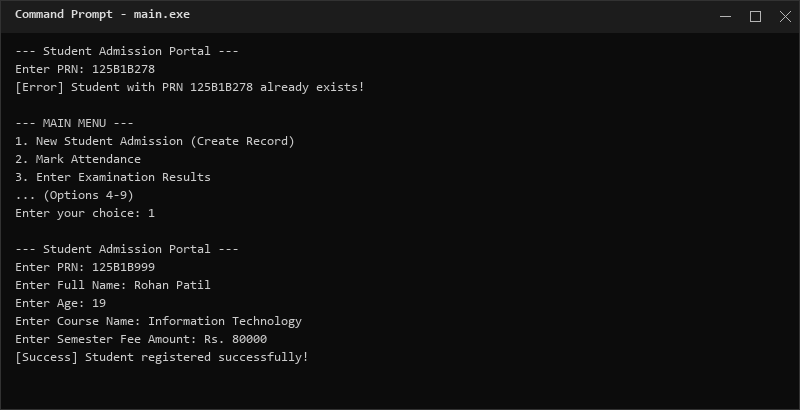 Command Prompt - main.exe
--- Student Admission Portal ---
Enter PRN: 125B1B278
[Error] Student with PRN 125B1B278 already exists!
--- MAIN MENU ---
1. New Student Admission (Create Record)
2. Mark Attendance
3. Enter Examination Results
... (Options 4-9)
Enter your choice: 1
--- Student Admission Portal ---
Enter PRN: 125B1B999
Enter Full Name: Rohan Patil
Enter Age: 19
Enter Course Name: Information Technology
Enter Semester Fee Amount: Rs. 80000
[Success] Student registered successfully!